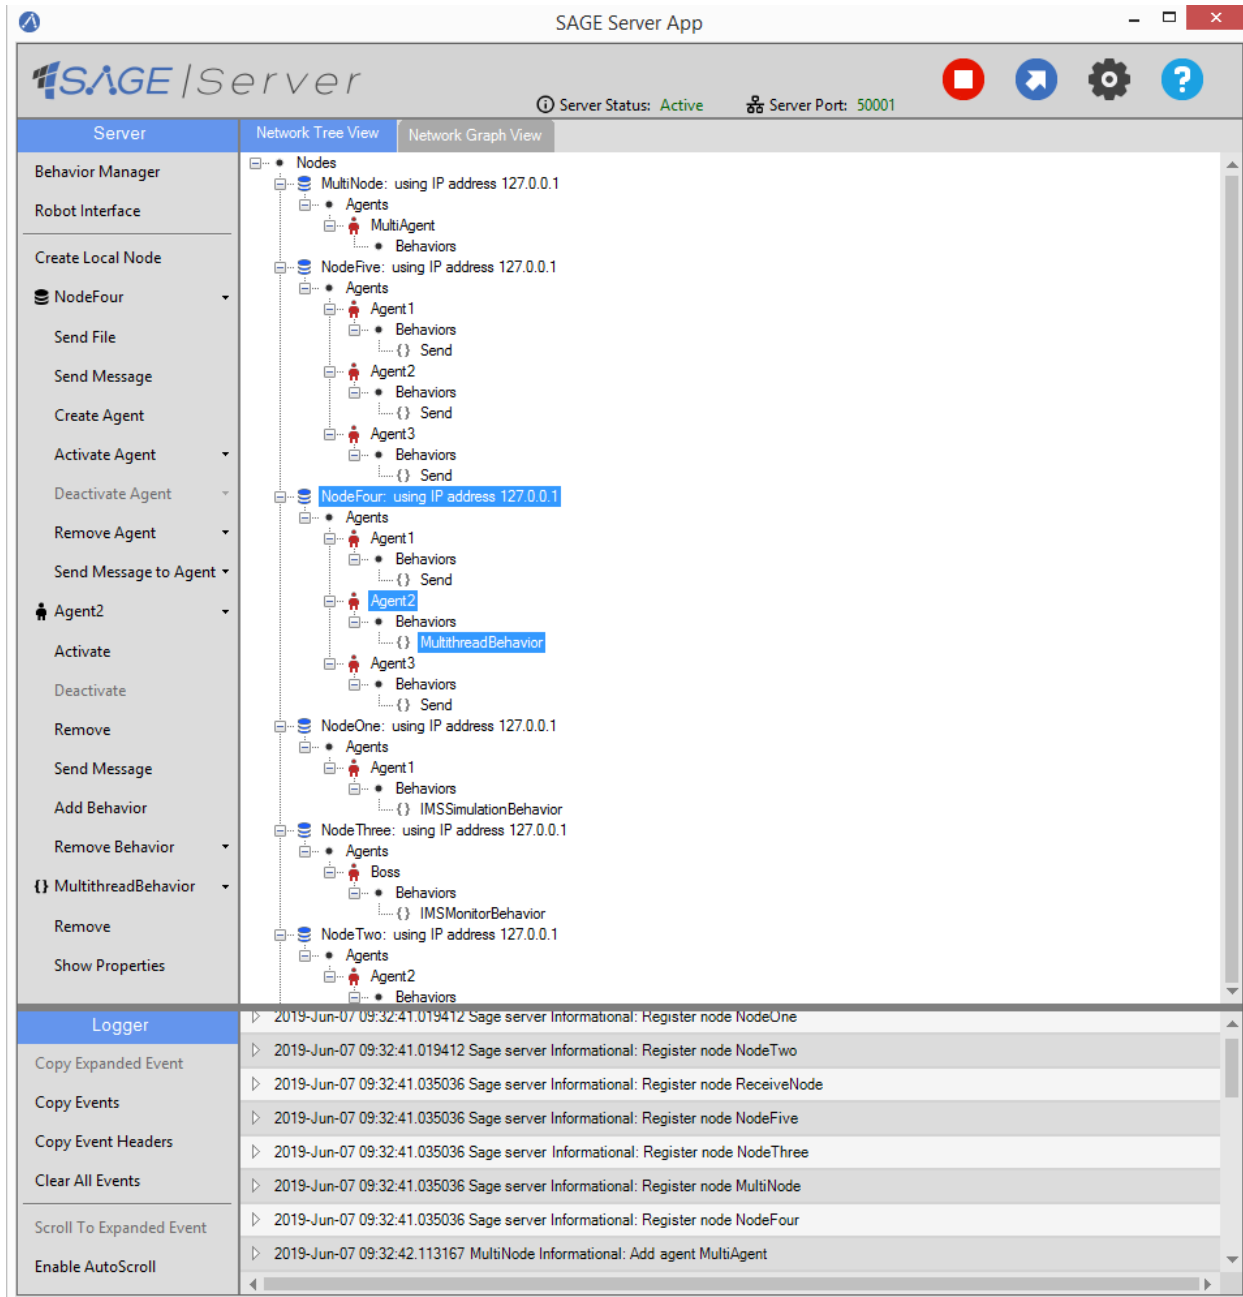 SAGE Server App
SAGE | Server
Server Status: Active
Server Port: 50001
Server
Behavior Manager
Robot Interface
Create Local Node
NodeFour
Send File
Send Message
Create Agent
Activate Agent
Deactivate Agent
Remove Agent
Send Message to Agent
Agent2
Activate
Deactivate
Remove
Send Message
Add Behavior
Remove Behavior
{} MultithreadBehavior
Remove
Show Properties
Network Tree View
Network Graph View
Nodes
MultiNode: using IP address 127.0.0.1
Agents
MultiAgent
Behaviors
NodeFive: using IP address 127.0.0.1
Agents
Agent1
Behaviors
{} Send
Agent2
Behaviors
{} Send
Agent3
Behaviors
{} Send
NodeFour: using IP address 127.0.0.1
Agents
Agent1
Behaviors
{} Send
Agent2
Behaviors
{} MultithreadBehavior
Agent3
Behaviors
{} Send
NodeOne: using IP address 127.0.0.1
Agents
Agent1
Behaviors
{} IMSSimulationBehavior
NodeThree: using IP address 127.0.0.1
Agents
Boss
Behaviors
{} IMSMonitorBehavior
NodeTwo: using IP address 127.0.0.1
Agents
Agent2
Behaviors
Logger
Copy Expanded Event
Copy Events
Copy Event Headers
Clear All Events
Scroll To Expanded Event
Enable AutoScroll
2019-Jun-07 09:32:41.019412 Sage server Informational: Register node NodeOne
2019-Jun-07 09:32:41.019412 Sage server Informational: Register node NodeTwo
2019-Jun-07 09:32:41.035036 Sage server Informational: Register node ReceiveNode
2019-Jun-07 09:32:41.035036 Sage server Informational: Register node NodeFive
2019-Jun-07 09:32:41.035036 Sage server Informational: Register node NodeThree
2019-Jun-07 09:32:41.035036 Sage server Informational: Register node MultiNode
2019-Jun-07 09:32:41.035036 Sage server Informational: Register node NodeFour
2019-Jun-07 09:32:42.113167 MultiNode Informational: Add agent MultiAgent